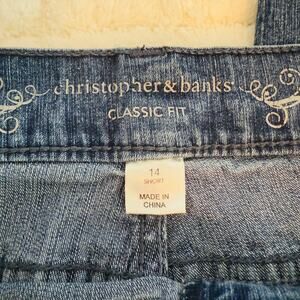 christopher & banks
CLASSIC FIT
14
SHORT
MADE IN
CHINA